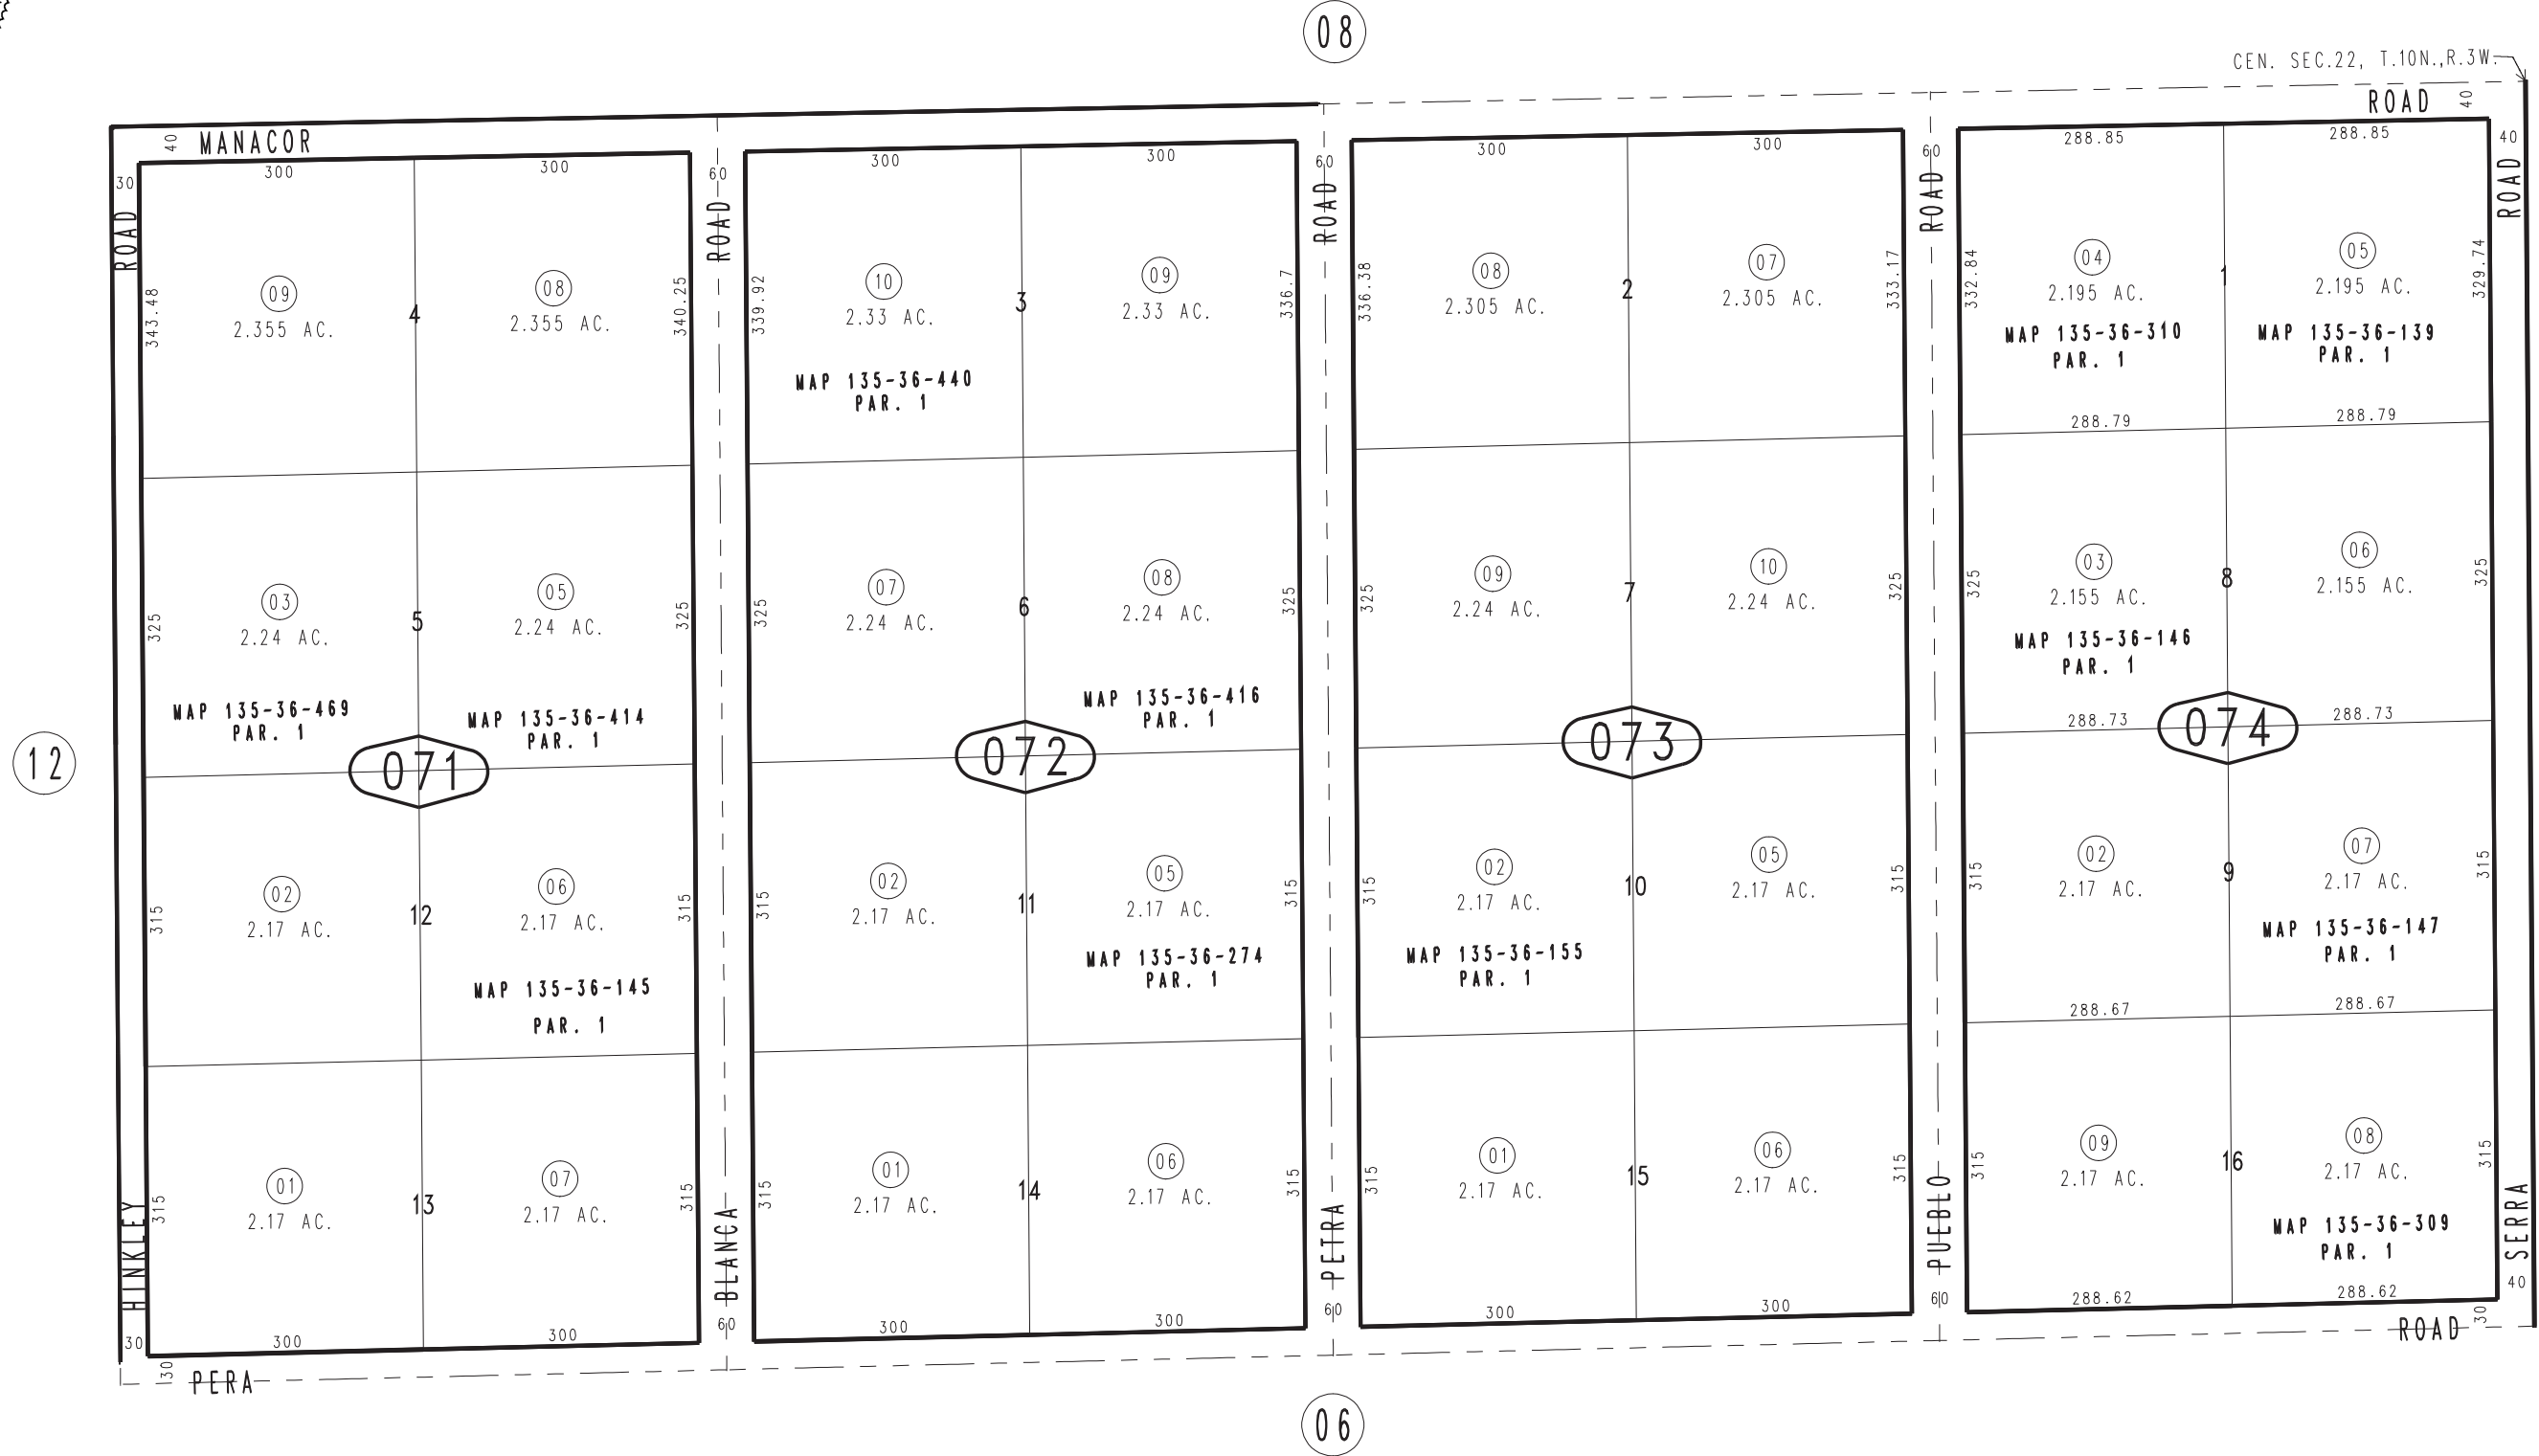 08
CEN. SEC.22, T.10N.,R.3W.
MANACOR
ROAD
40
40
30
ROAD
60
ROAD
60
ROAD
60
ROAD
40
ROAD
300
300
300
300
300
300
288.85
288.85
343.48
09
2.355 AC.
4
08
2.355 AC.
340.25
339.92
10
2.33 AC.
MAP 135-36-440
PAR. 1
3
09
2.33 AC.
336.7
336.38
08
2.305 AC.
2
07
2.305 AC.
333.17
332.84
04
2.195 AC.
MAP 135-36-310
PAR. 1
1
05
2.195 AC.
MAP 135-36-139
PAR. 1
329.74
288.79
288.79
325
03
2.24 AC.
MAP 135-36-469
PAR. 1
5
05
2.24 AC.
MAP 135-36-414
PAR. 1
325
325
07
2.24 AC.
6
08
2.24 AC.
MAP 135-36-416
PAR. 1
325
325
09
2.24 AC.
7
10
2.24 AC.
325
325
03
2.155 AC.
MAP 135-36-146
PAR. 1
8
06
2.155 AC.
325
288.73
288.73
12
071
072
073
074
315
02
2.17 AC.
12
06
2.17 AC.
MAP 135-36-145
PAR. 1
315
315
02
2.17 AC.
11
05
2.17 AC.
MAP 135-36-274
PAR. 1
315
315
02
2.17 AC.
MAP 135-36-155
PAR. 1
10
05
2.17 AC.
315
315
02
2.17 AC.
9
07
2.17 AC.
MAP 135-36-147
PAR. 1
315
288.67
288.67
315
01
2.17 AC.
13
07
2.17 AC.
315
315
01
2.17 AC.
14
06
2.17 AC.
315
315
01
2.17 AC.
15
06
2.17 AC.
315
315
09
2.17 AC.
16
08
2.17 AC.
MAP 135-36-309
PAR. 1
315
HINKLEY
BLANCA
PETRA
PUEBLO
SERRA
300
300
300
300
300
300
288.62
288.62
30
60
60
60
40
30
30
PERA
ROAD
06